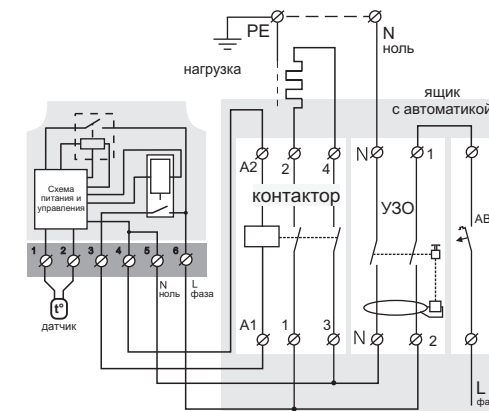 PE
N
ноль
нагрузка
ящик
с автоматикой
A2
2
4
N
1
контактор
УЗО
АВ
Схема
питания и
управления
1
2
3
4
5
6
N
ноль
L
фаза
t°
датчик
A1
1
3
N
2
L